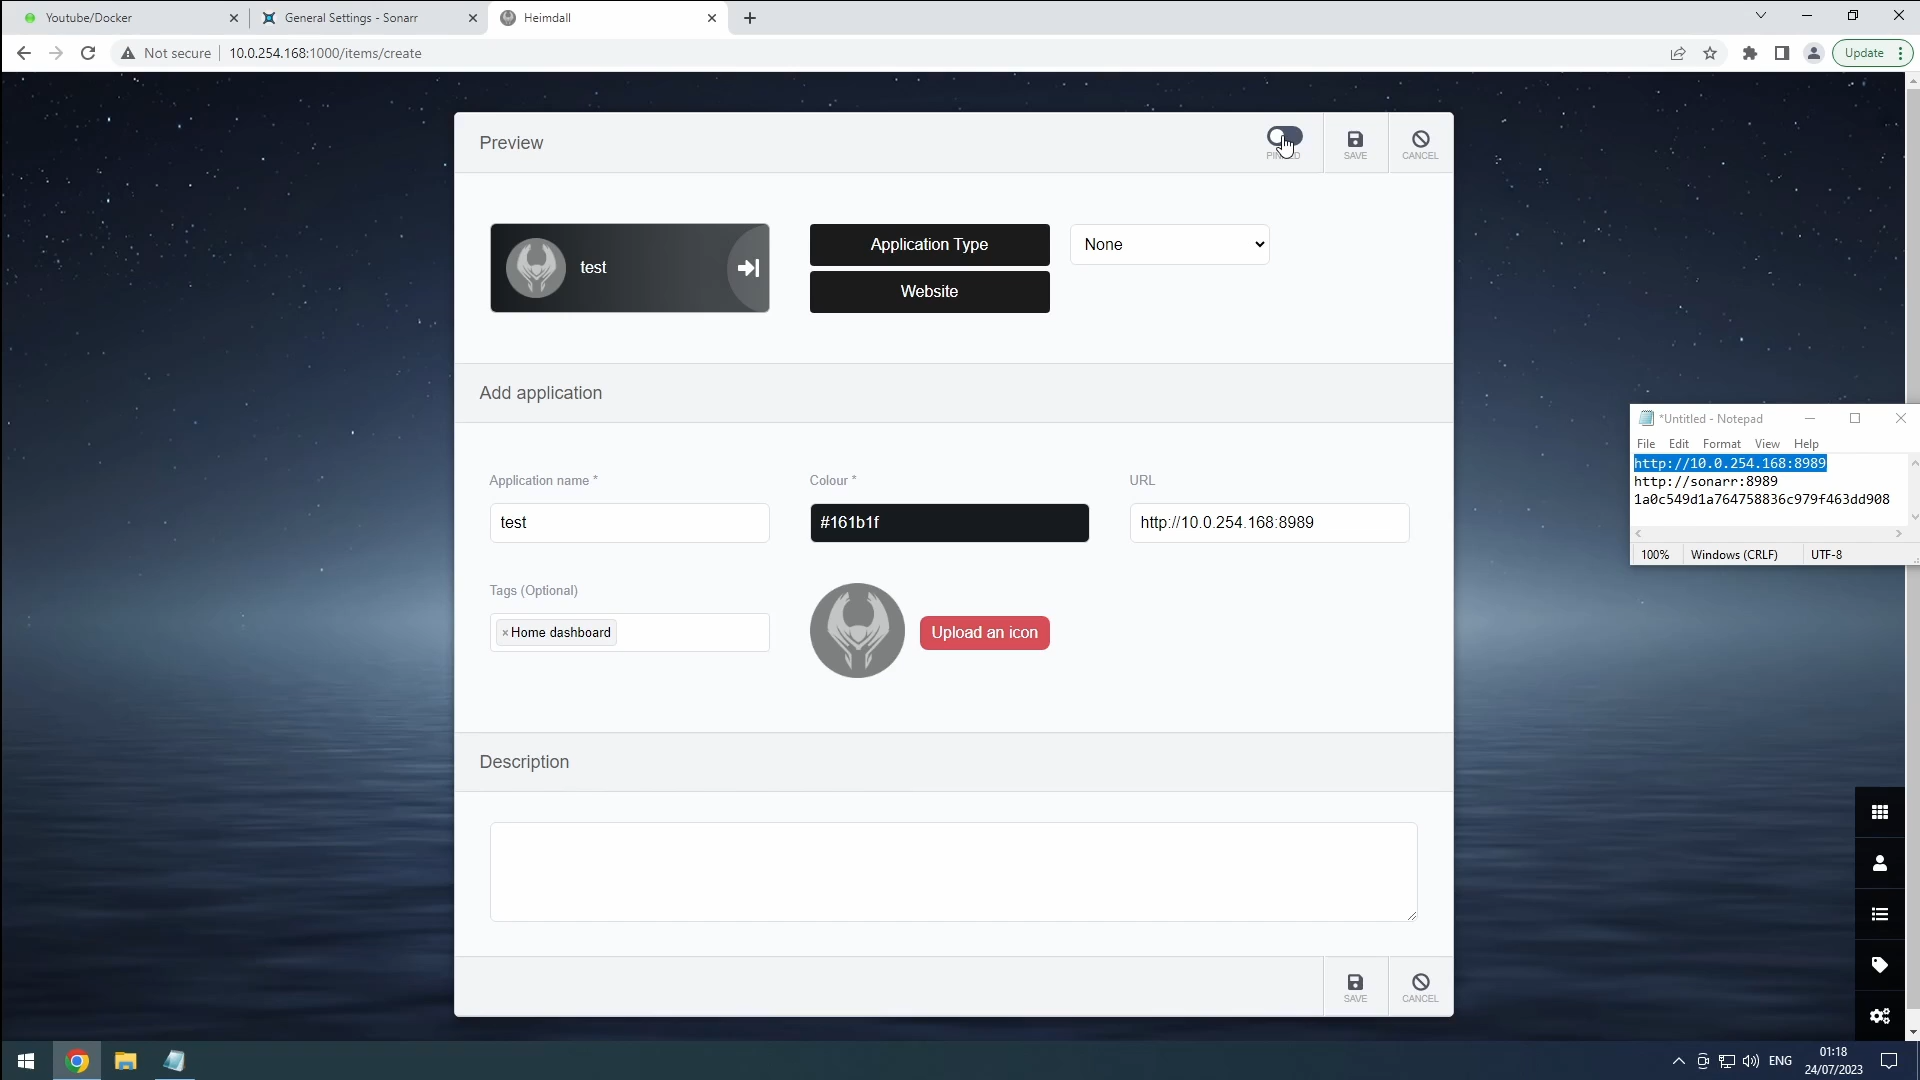 Youtube/Docker
General Settings - Sonarr
Heimdall
Not secure
10.0.254.168:1000/items/create
Update
Preview
SAVE
CANCEL
test
Application Type
None
Website
Add application
Application name *
Colour *
URL
test
#161b1f
http://10.0.254.168:8989
Tags (Optional)
×Home dashboard
Upload an icon
Description
SAVE
CANCEL
*Untitled - Notepad
File Edit Format View Help
http://10.0.254.168:8989
http://sonarr:8989
1a0c549d1a764758836c979f463dd908
100%
Windows (CRLF)
UTF-8
ENG
01:18
24/07/2023